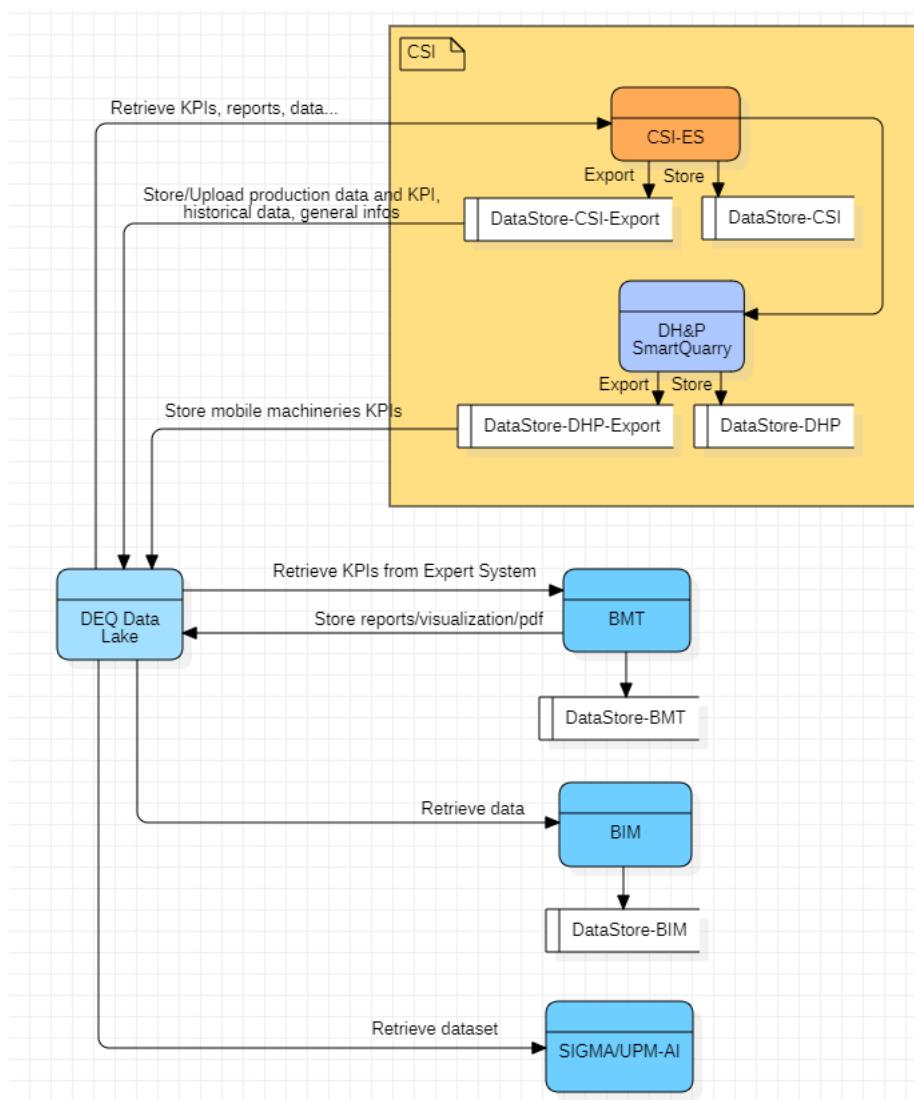 CSI
Retrieve KPIs, reports, data...
CSI-ES
Export
Store
Store/Upload production data and KPI,
historical data, general infos
DataStore-CSI-Export
DataStore-CSI
DH&P
SmartQuarry
Export
Store
Store mobile machineries KPIs
DataStore-DHP-Export
DataStore-DHP
Retrieve KPIs from Expert System
DEQ Data
Lake
Store reports/visualization/pdf
BMT
DataStore-BMT
Retrieve data
BIM
DataStore-BIM
Retrieve dataset
SIGMA/UPM-AI